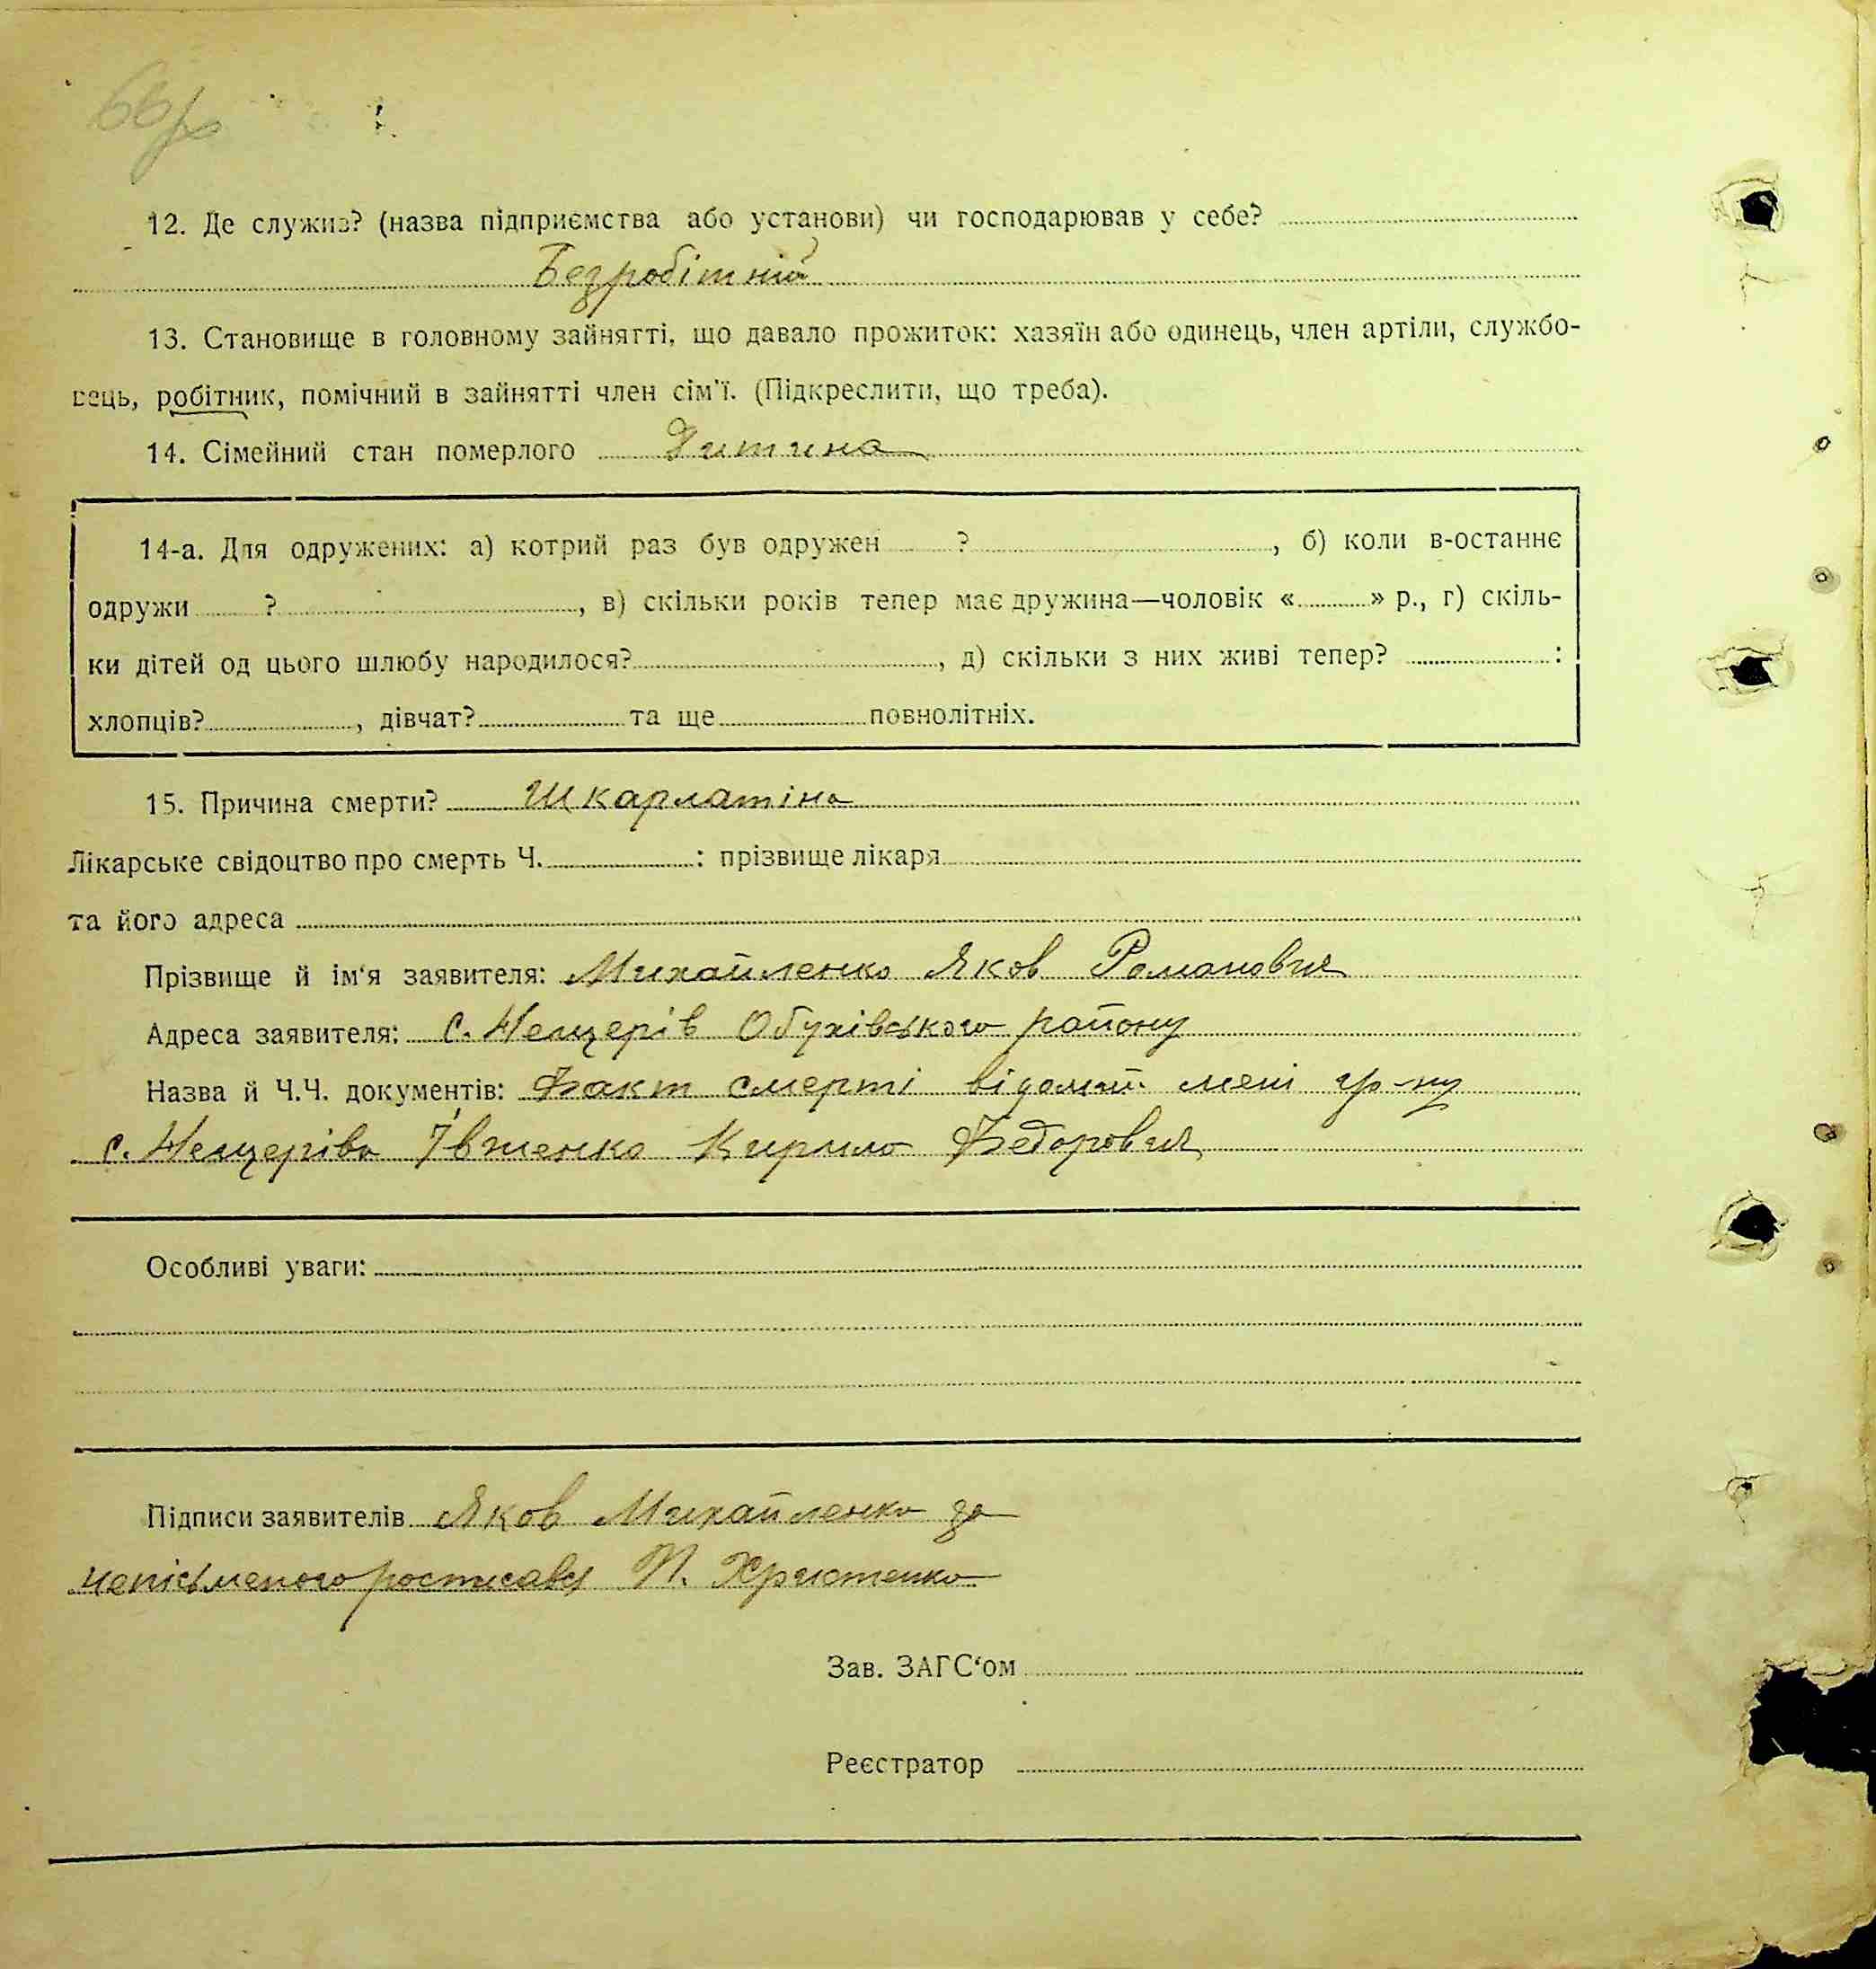 12. Де служив? (назва підприємства або установи) чи господарював у себе?
Безробітній
13. Становище в головному зайнятті, що давало прожиток: хазяїн або одинець, член артіли, службо-
вець, робітник, помічний в зайнятті член сім'ї. (Підкреслити, що треба).
14. Сімейний стан померлого Дитина
14-а. Для одружених: а) котрий раз був одружен ? , б) коли в-останнє
одружи ? , в) скільки років тепер має дружина—чоловік « » р., г) скіль-
ки дітей од цього шлюбу народилося? , д) скільки з них живі тепер? :
хлопців? , дівчат? та ще повнолітніх.
15. Причина смерти? Шкарлатіна
Лікарське свідоцтво про смерть Ч. : прізвище лікаря
та його адреса
Прізвище й ім'я заявителя: Михайленко Яков Романович
Адреса заявителя: с. Нещерів Обухівського району
Назва й Ч.Ч. документів: Факт смерті відомий мені гр-ну
с. Нещерів Івженко Кирило Федорович
Особливі уваги:
Підписи заявителів Яков Михайленко за
непісьменого росписавсь Христенко
Зав. ЗАГС'ом
Реєстратор